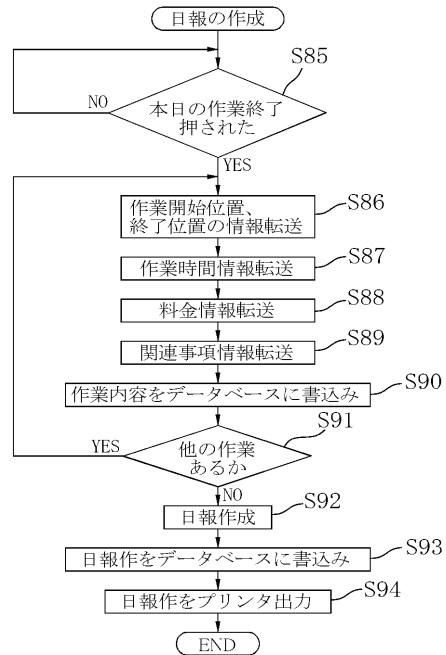 日報の作成
S85
NO
本日の作業終了
押された
YES
S86
作業開始位置、
終了位置の情報転送
S87
作業時間情報転送
S88
料金情報転送
S89
関連事項情報転送
S90
作業内容をデータベースに書込み
S91
YES
他の作業
あるか
NO
S92
日報作成
S93
日報作をデータベースに書込み
S94
日報作をプリンタ出力
END